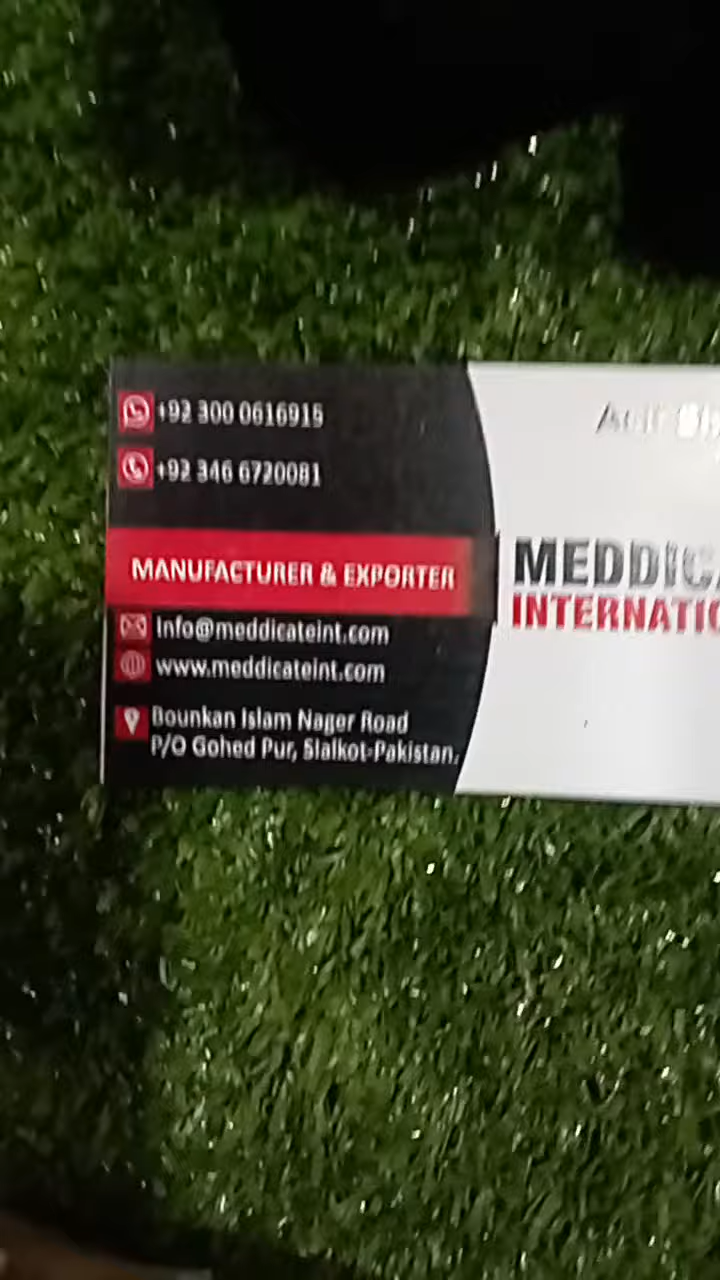 +92 300 0616915
+92 346 6720081
MANUFACTURER & EXPORTER
Info@meddicateint.com
www.meddicateint.com
Bounkan Islam Nager Road
P/O Gohed Pur, Sialkot-Pakistan.
MEDDIC
INTERNATIO